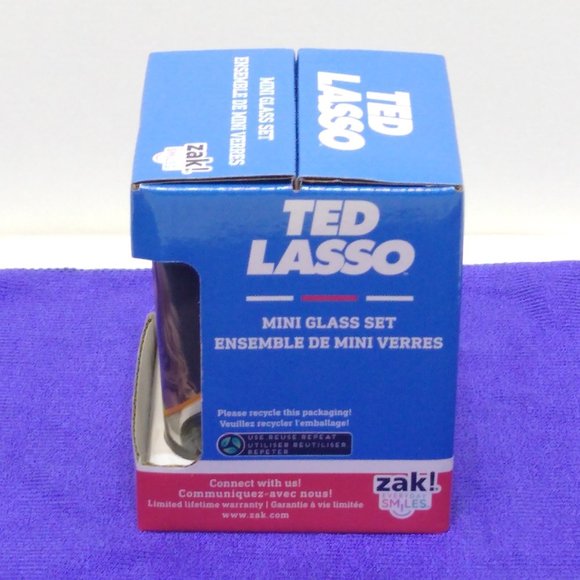 MINI GLASS SET
ENSEMBLE DE MINI VERRES
zak!
TED
LASSO
TED
LASSO
MINI GLASS SET
ENSEMBLE DE MINI VERRES
Please recycle this packaging!
Veuillez recycler l'emballage!
USE REUSE REPEAT
UTILISER RÉUTILISER
RÉPÉTER
Connect with us!
Communiquez-avec nous!
Limited lifetime warranty | Garantie à vie limitée
www.zak.com
zak!
EVERYDAY
SMILES.